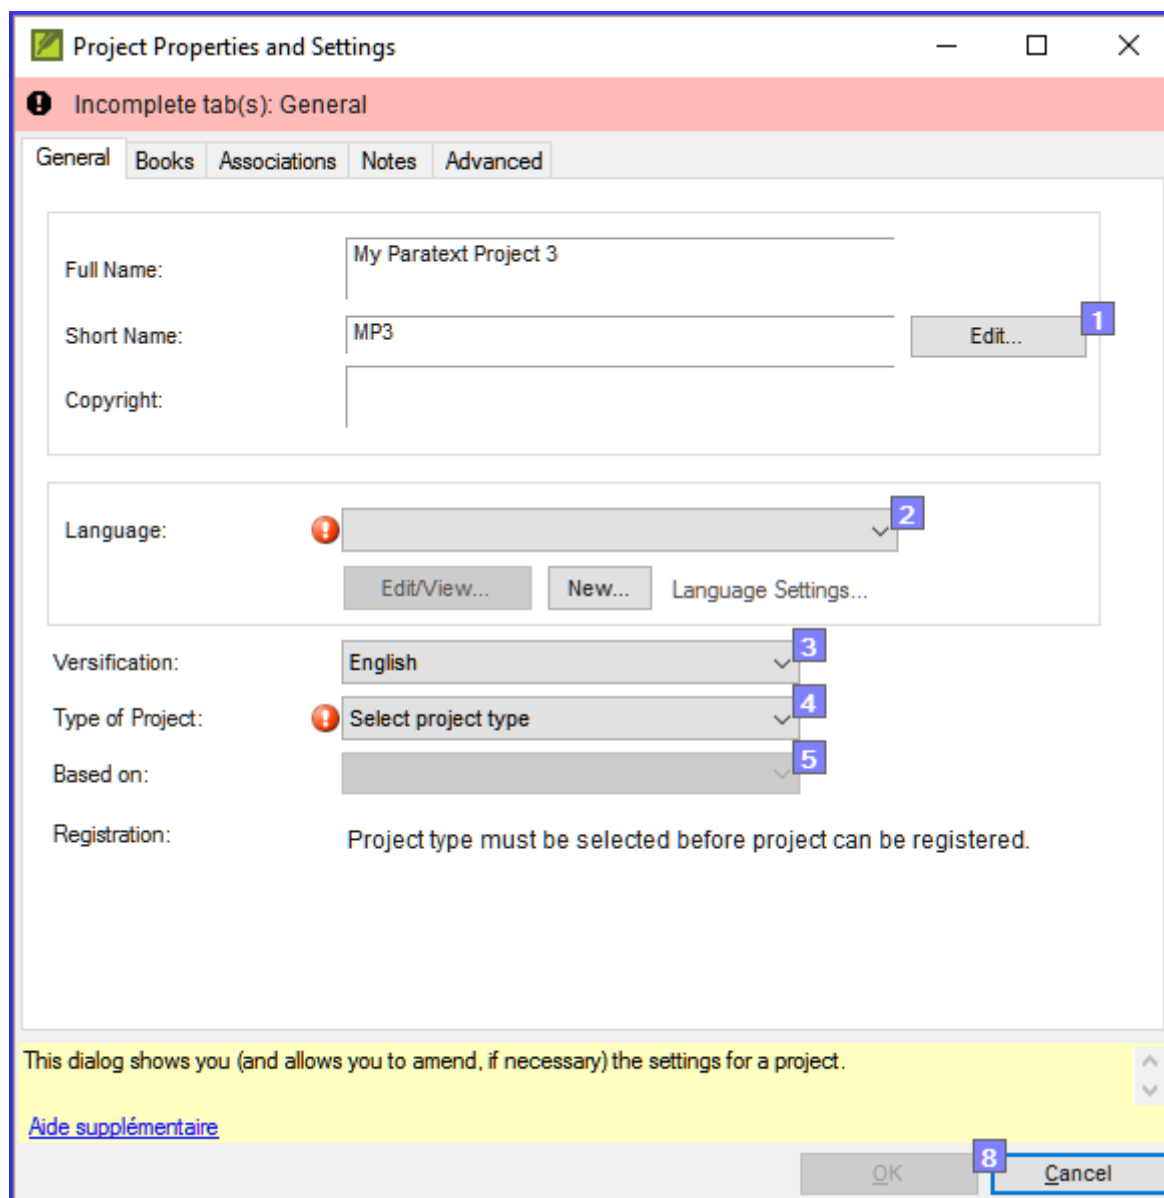 Project Properties and Settings
Incomplete tab(s): General
General Books Associations Notes Advanced
Full Name: My Paratext Project 3
Short Name: MP3 Edit... 1
Copyright:
Language: 2
Edit/View... New... Language Settings...
Versification: English 3
Type of Project: Select project type 4
Based on: 5
Registration: Project type must be selected before project can be registered.
This dialog shows you (and allows you to amend, if necessary) the settings for a project.
Aide supplémentaire
OK 8 Cancel